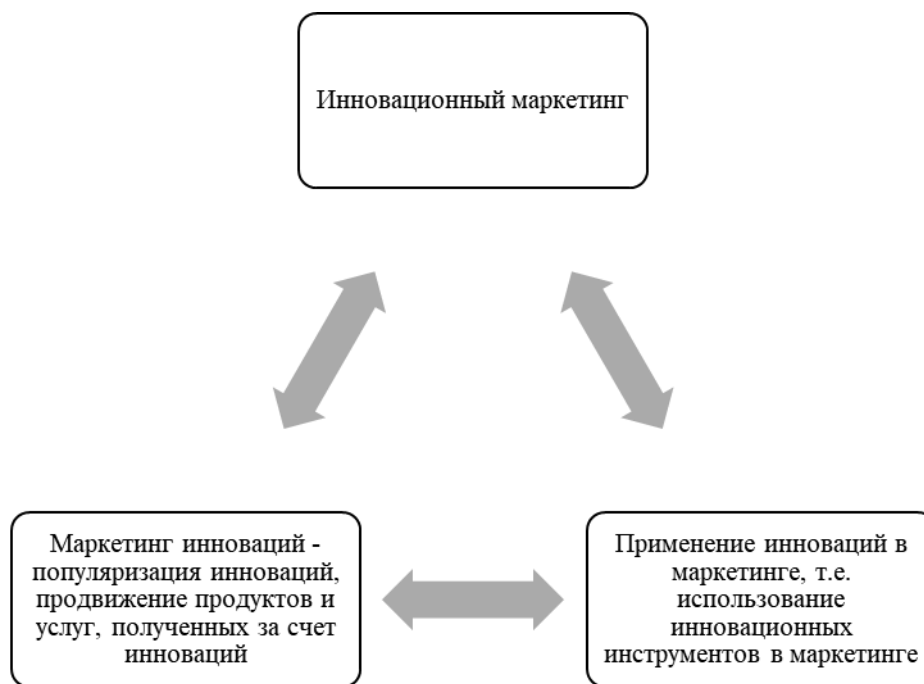 Инновационный маркетинг
Маркетинг инноваций -
популяризация инноваций,
продвижение продуктов и
услуг, полученных за счет
инноваций
Применение инноваций в
маркетинге, т.е.
использование
инновационных
инструментов в маркетинге